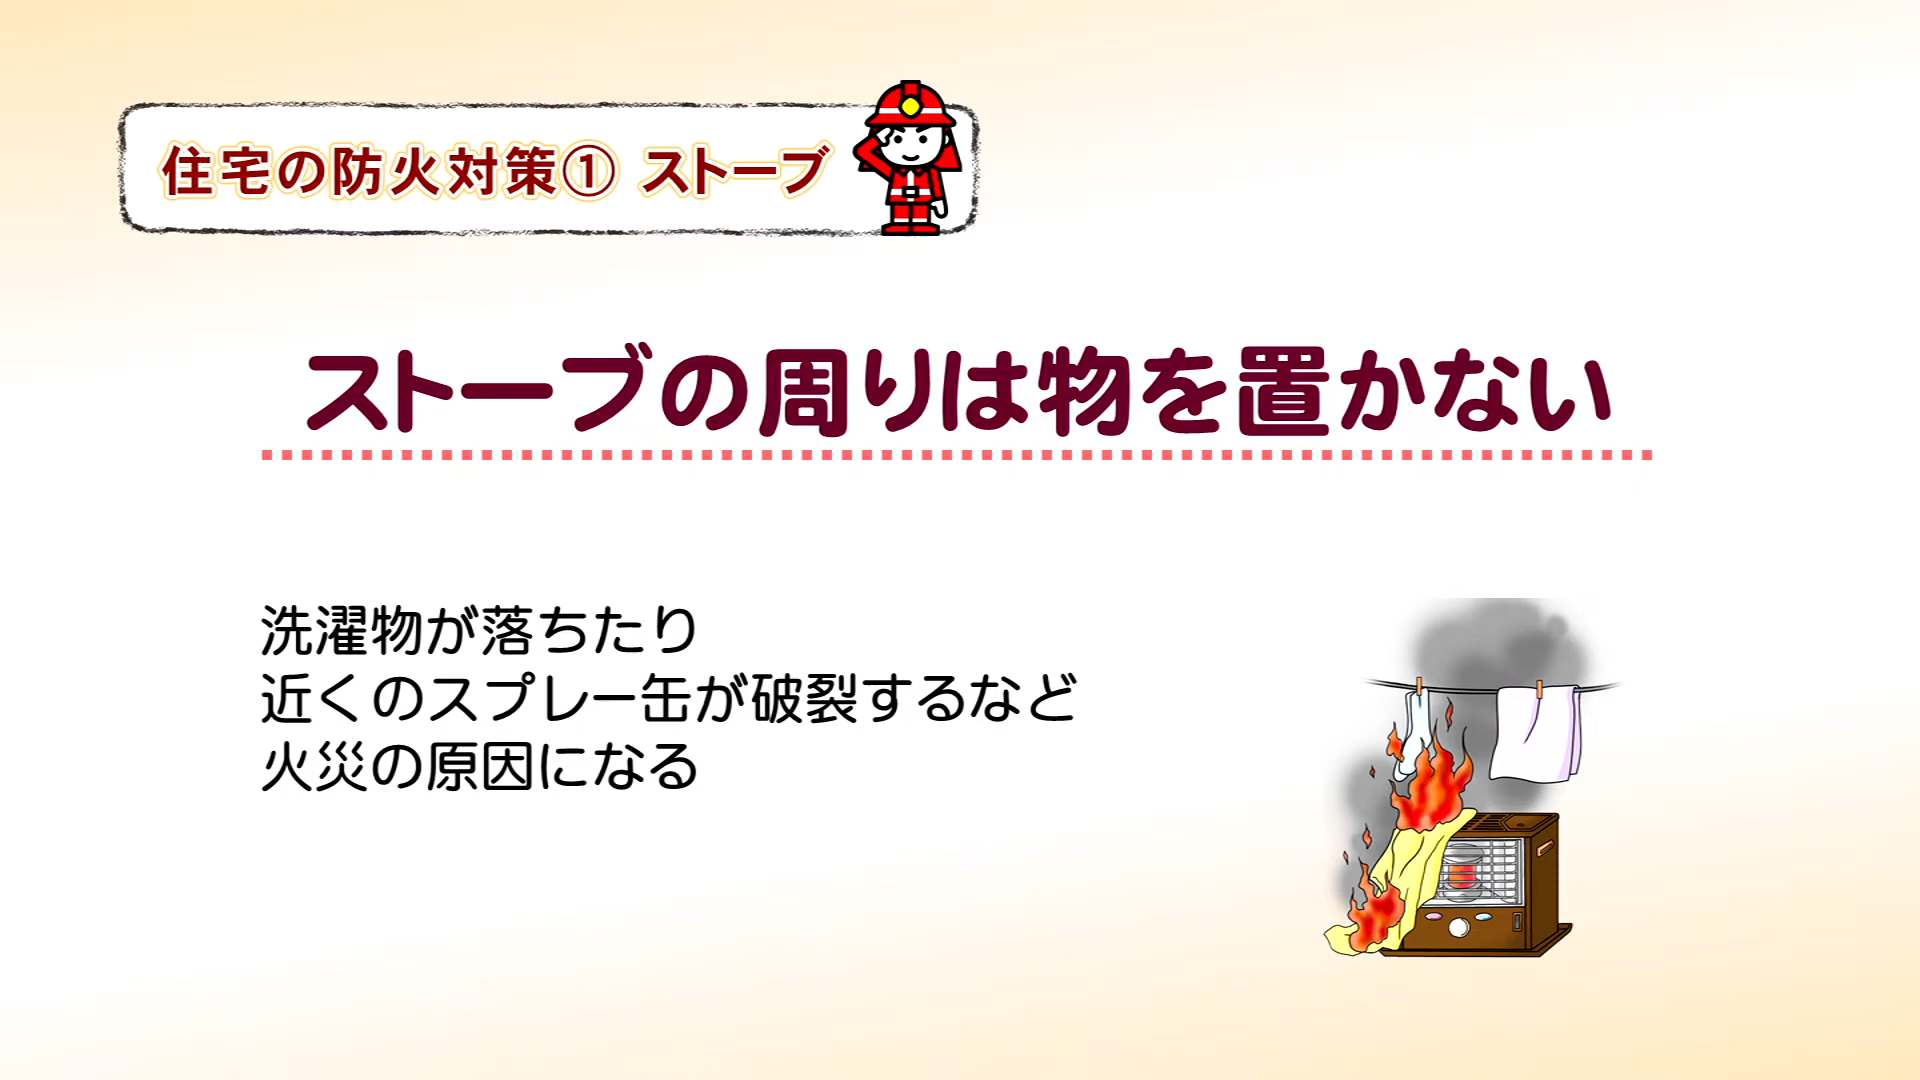 住宅の防火対策① ストーブ
ストーブの周りは物を置かない
洗濯物が落ちたり
近くのスプレー缶が破裂するなど
火災の原因になる